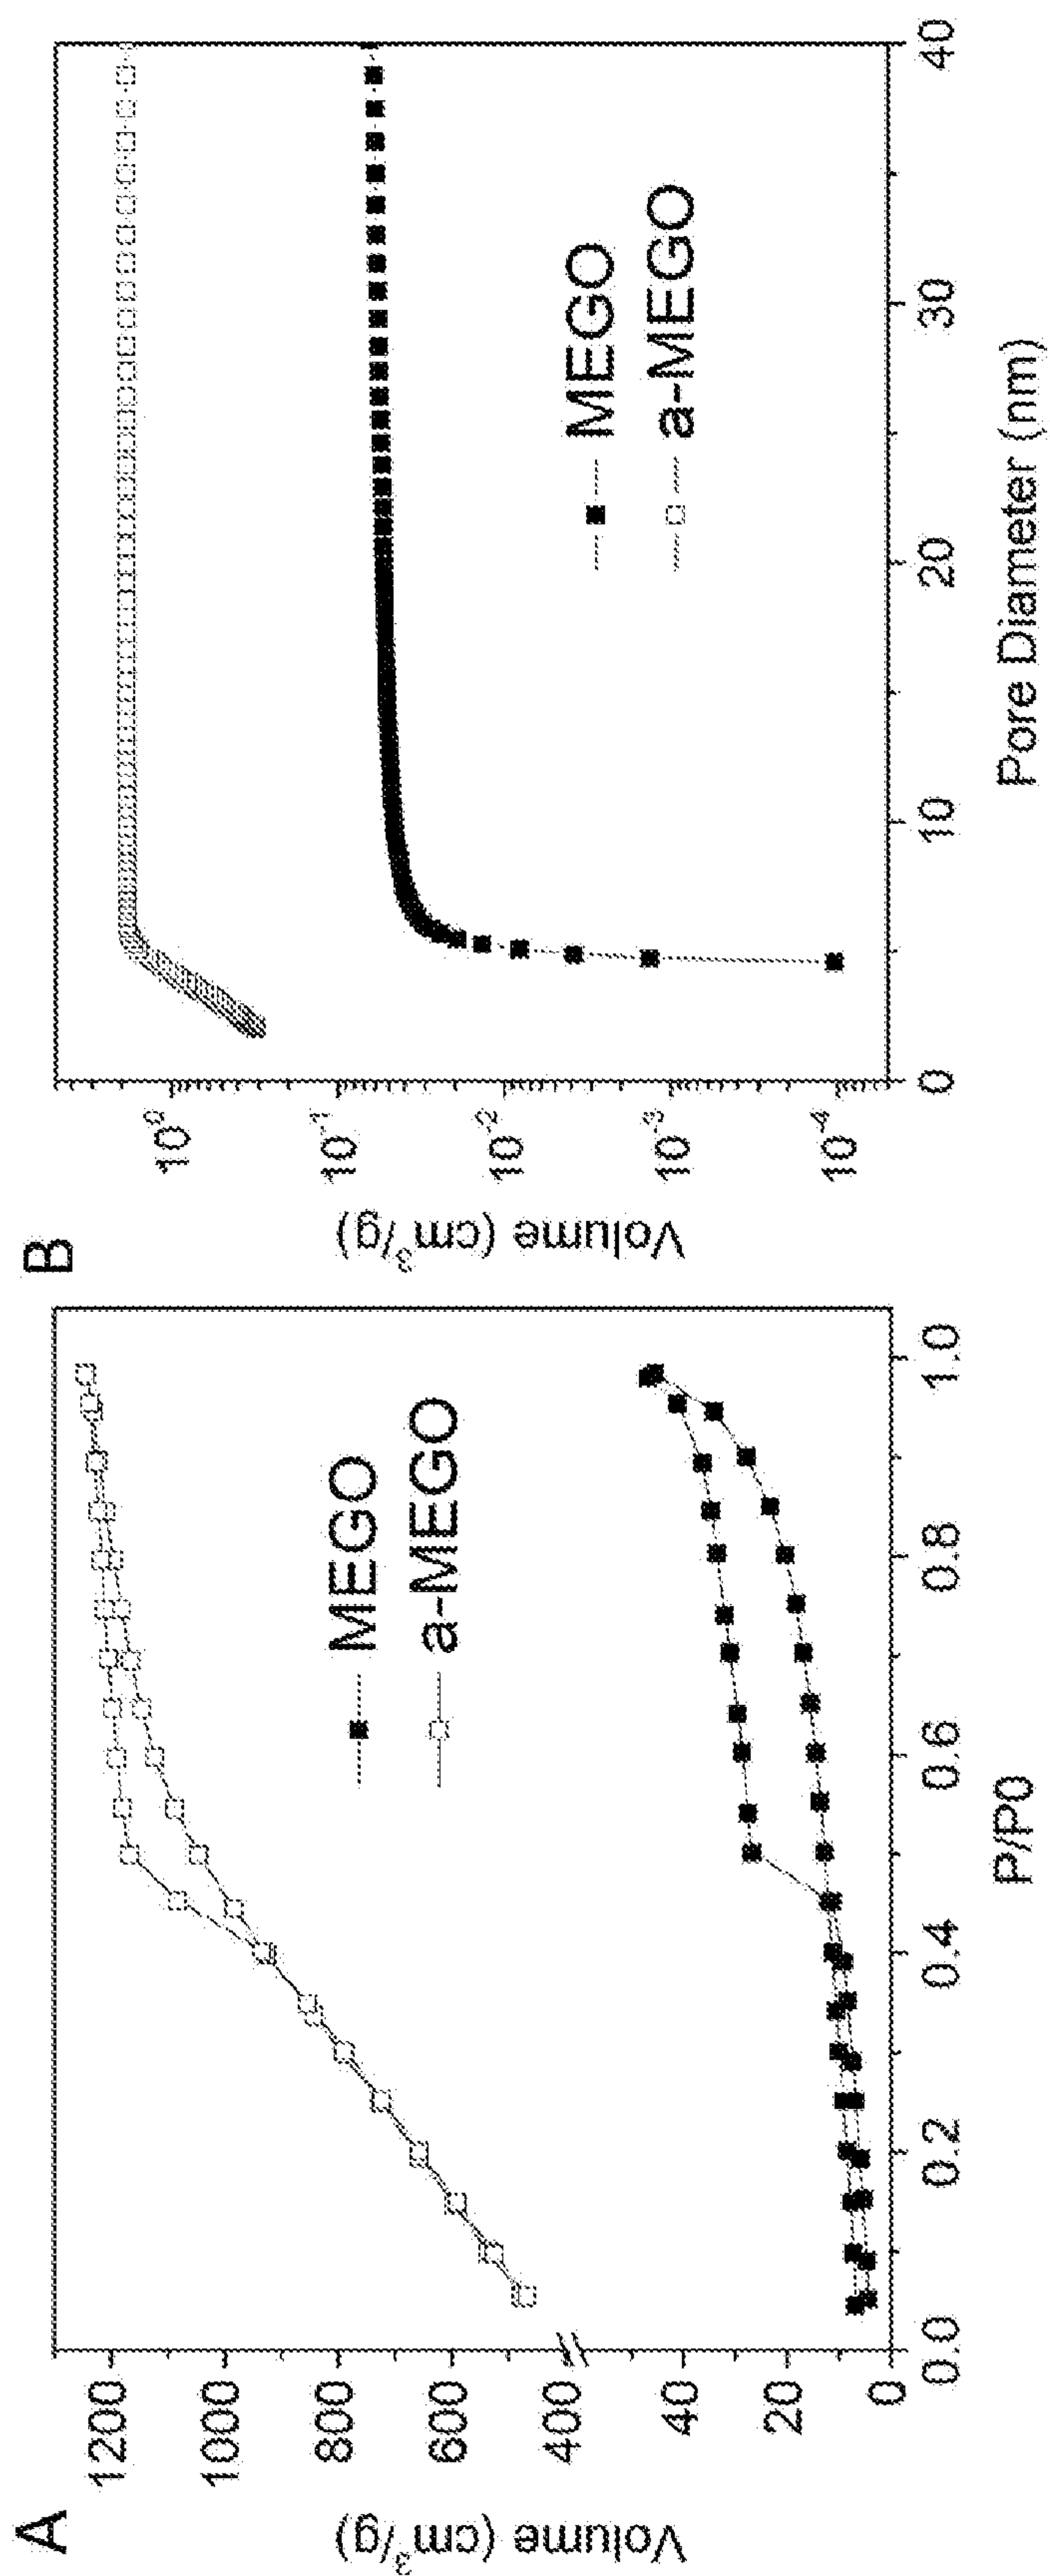 A
Volume (cm³/g)
1200
1000
800
600
400
40
20
0
0.0
0.2
0.4
0.6
0.8
1.0
P/P0
MEGO
a-MEGO
B
Volume (cm³/g)
10⁰
10⁻¹
10⁻²
10⁻³
10⁻⁴
0
10
20
30
40
Pore Diameter (nm)
MEGO
a-MEGO